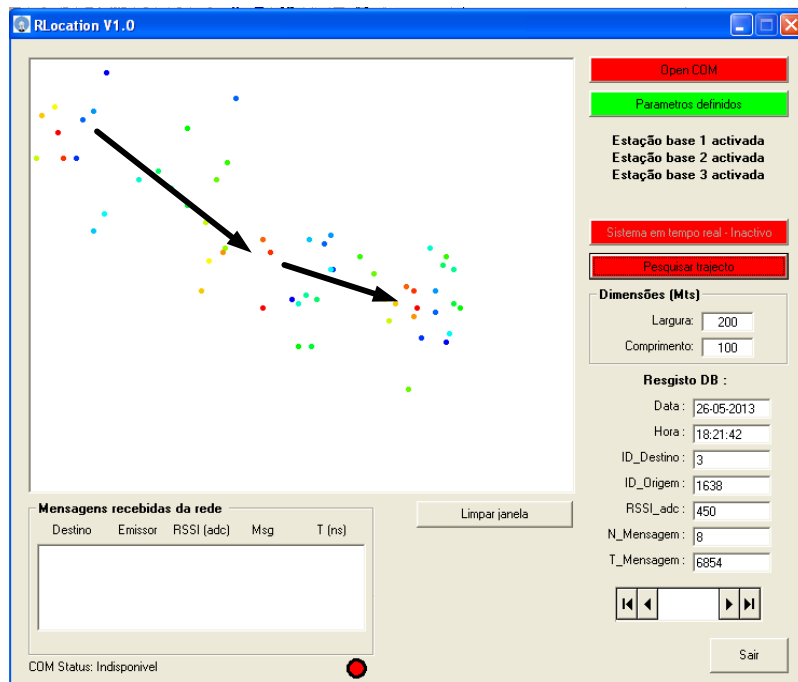 RLocation V1.0
Open COM
Parametros definidos
Estação base 1 activada
Estação base 2 activada
Estação base 3 activada
Sistema em tempo real - Inactivo
Pesquisar trajecto
Dimensões (Mts)
Largura: 200
Comprimento: 100
Resgisto DB :
Data : 26-05-2013
Hora : 18:21:42
ID_Destino : 3
ID_Origem : 1638
RSSI_adc : 450
N_Mensagem : 8
T_Mensagem : 6854
Limpar janela
Mensagens recebidas da rede
Destino Emissor RSSI (adc) Msg T (ns)
COM Status: Indisponivel
Sair